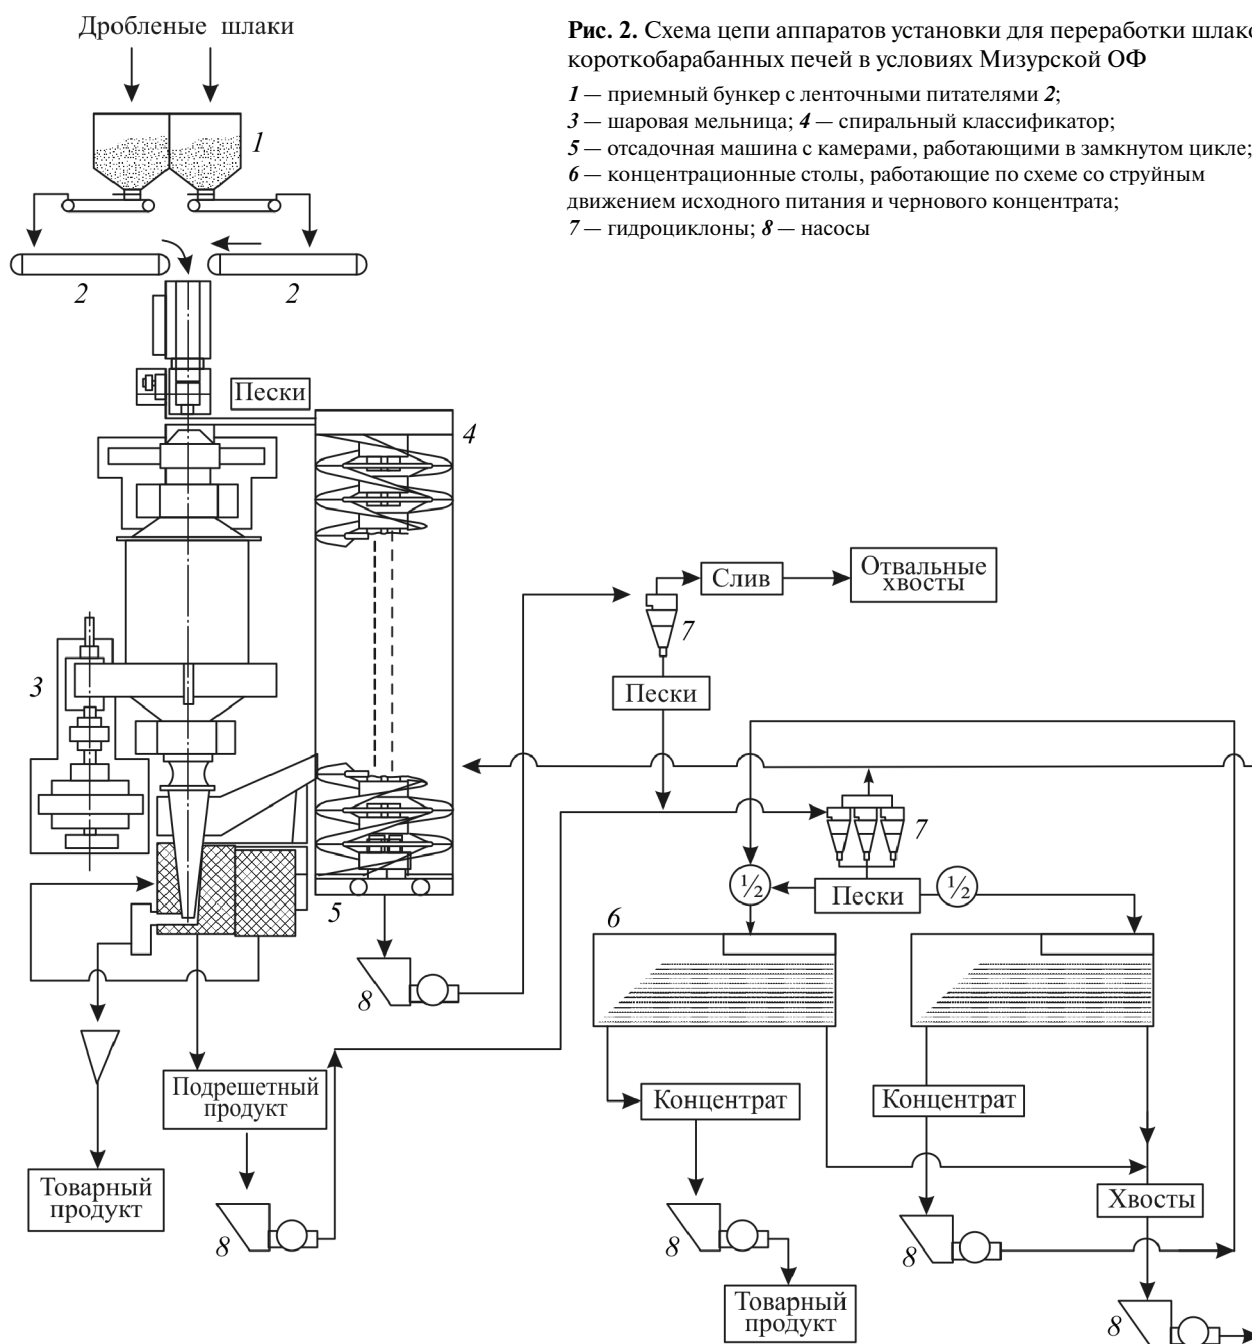 Дробленые шлаки
Рис. 2. Схема цепи аппаратов установки для переработки шлако
короткобарабанных печей в условиях Мизурской ОФ
1 — приемный бункер с ленточными питателями 2;
3 — шаровая мельница; 4 — спиральный классификатор;
5 — отсадочная машина с камерами, работающими в замкнутом цикле;
6 — концентрационные столы, работающие по схеме со струйным
движением исходного питания и чернового концентрата;
7 — гидроциклоны; 8 — насосы
1
2
2
Пески
4
Слив
Отвальные
хвосты
7
3
Пески
7
½
Пески
½
5
6
8
Подрешетный
продукт
Концентрат
Концентрат
Товарный
продукт
Хвосты
8
8
8
Товарный
продукт
8